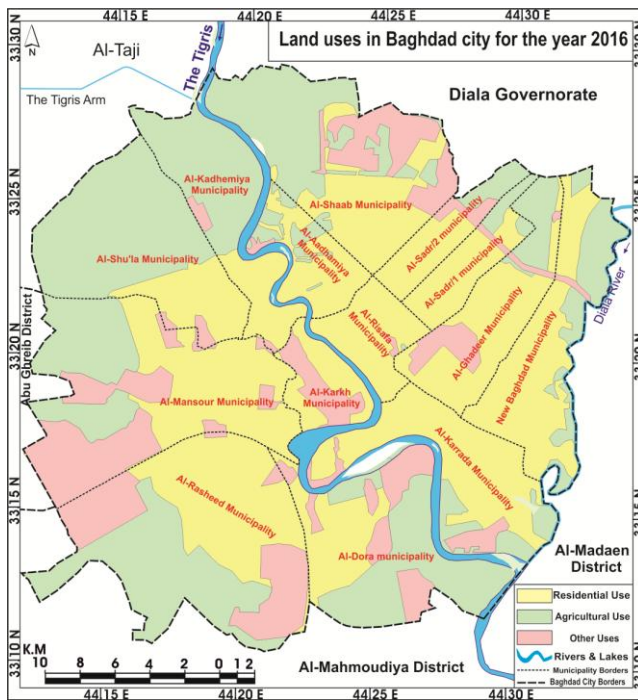 44|15 E 44|20 E 44|25 E 44|30 E
33|30 N
33|30 N
N
Al-Taji
The Tigris
Land uses in Baghdad city for the year 2016
The Tigris Arm
Diala Governorate
33|25 N
Al-Kadhemiya
Municipality
Al-Shaab Municipality
Al-Aadhamiya
Municipality
Al-Sadr/2 municipality
Al-Sadr/1 municipality
Al-Shu'la Municipality
Diala River
33|20 N
Abu Ghreib District
Al-Risafa
Municipality
Al-Ghadeer Municipality
New Baghdad Municipality
Al-Mansour Municipality
Al-Karkh
Municipality
Al-Karrada Municipality
33|15 N
Al-Rasheed Municipality
Al-Dora municipality
Al-Madaen
District
Residential Use
Agricultural Use
Other Uses
Rivers & Lakes
Municipality Borders
Baghdad City Borders
33|10 N
K.M
10 8 6 4 2 0 1 2
Al-Mahmoudiya District
44|15 E 44|20 E 44|25 E 44|30 E